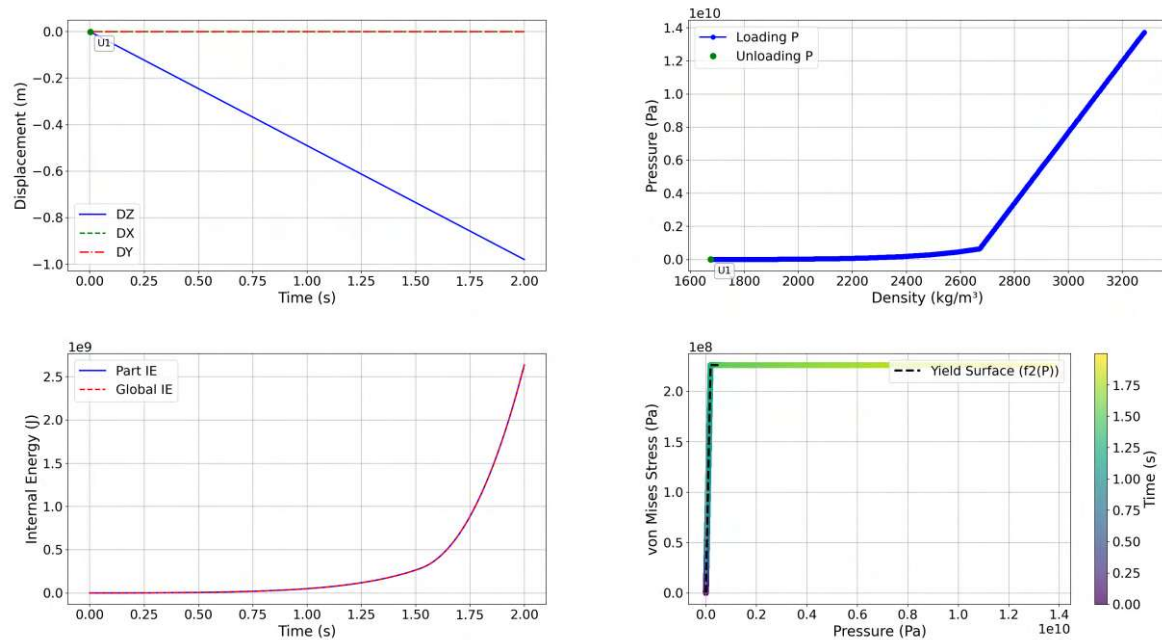 0.0
−0.2
−0.4
−0.6
−0.8
−1.0
Displacement (m)
U1
DZ
DX
DY
0.00 0.25 0.50 0.75 1.00 1.25 1.50 1.75 2.00
Time (s)
1e10
1.4
1.2
1.0
0.8
0.6
0.4
0.2
0.0
Pressure (Pa)
Loading P
Unloading P
U1
1600 1800 2000 2200 2400 2600 2800 3000 3200
Density (kg/m³)
1e9
2.5
2.0
1.5
1.0
0.5
0.0
Internal Energy (J)
Part IE
Global IE
0.00 0.25 0.50 0.75 1.00 1.25 1.50 1.75 2.00
Time (s)
1e8
2.0
1.5
1.0
0.5
0.0
von Mises Stress (Pa)
Yield Surface (f2(P))
0.0 0.2 0.4 0.6 0.8 1.0 1.2 1.4
1e10
Pressure (Pa)
1.75
1.50
1.25
1.00
0.75
0.50
0.25
0.00
Time (s)